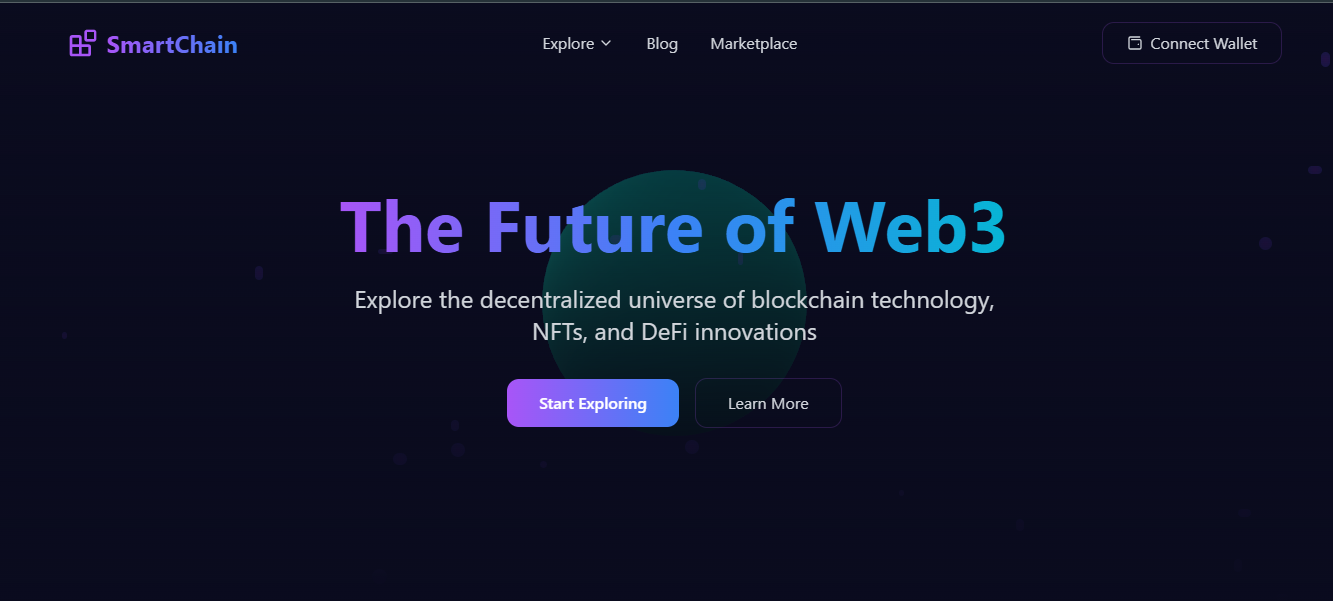 SmartChain
Explore
Blog
Marketplace
Connect Wallet
The Future of Web3
Explore the decentralized universe of blockchain technology,
NFTs, and DeFi innovations
Start Exploring
Learn More